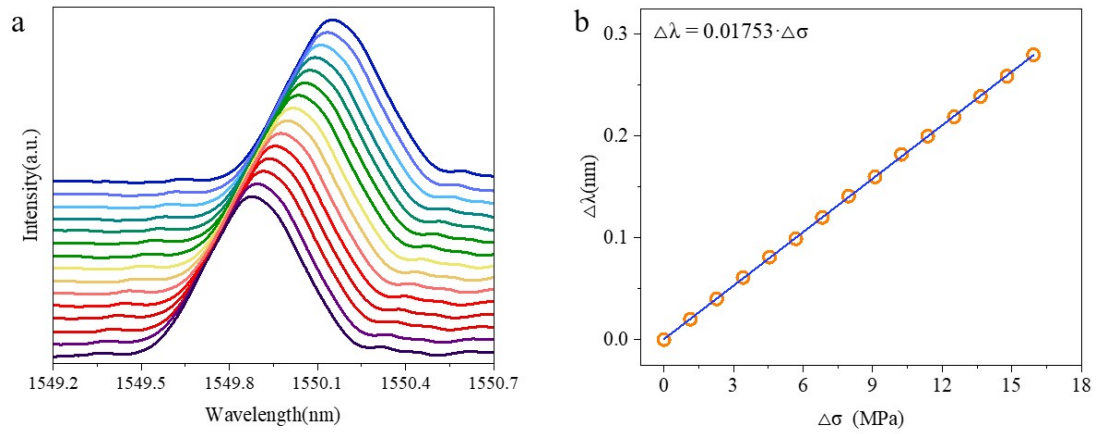 a
Intensity(a.u.)
1549.2 1549.5 1549.8 1550.1 1550.4 1550.7
Wavelength(nm)
b
△λ = 0.01753·△σ
0.3
0.2
0.1
0.0
△λ(nm)
0 3 6 9 12 15 18
△σ (MPa)